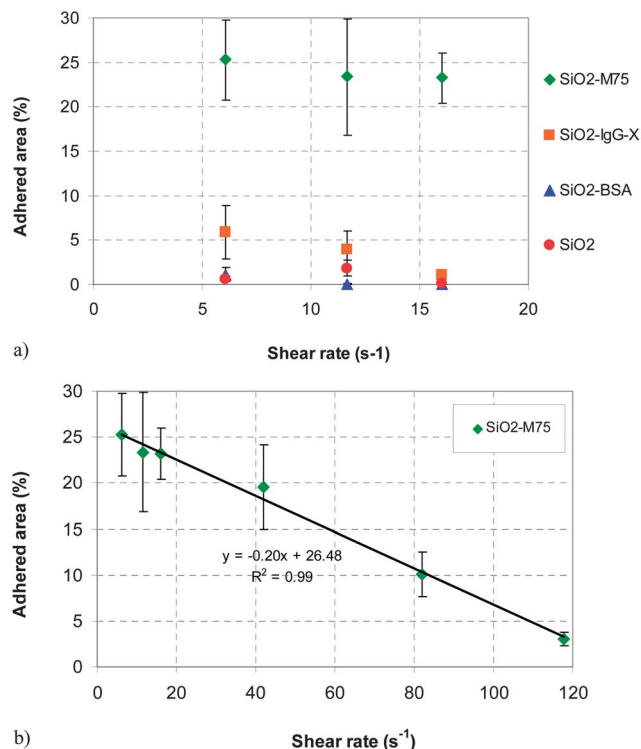 30
25
20
15
10
5
0
Adhered area (%)
0 5 10 15 20
Shear rate (s-1)
SiO2-M75
SiO2-IgG-X
SiO2-BSA
SiO2
a)
30
25
20
15
10
5
0
Adhered area (%)
SiO2-M75
y = -0.20x + 26.48
R² = 0.99
0 20 40 60 80 100 120
Shear rate (s⁻¹)
b)